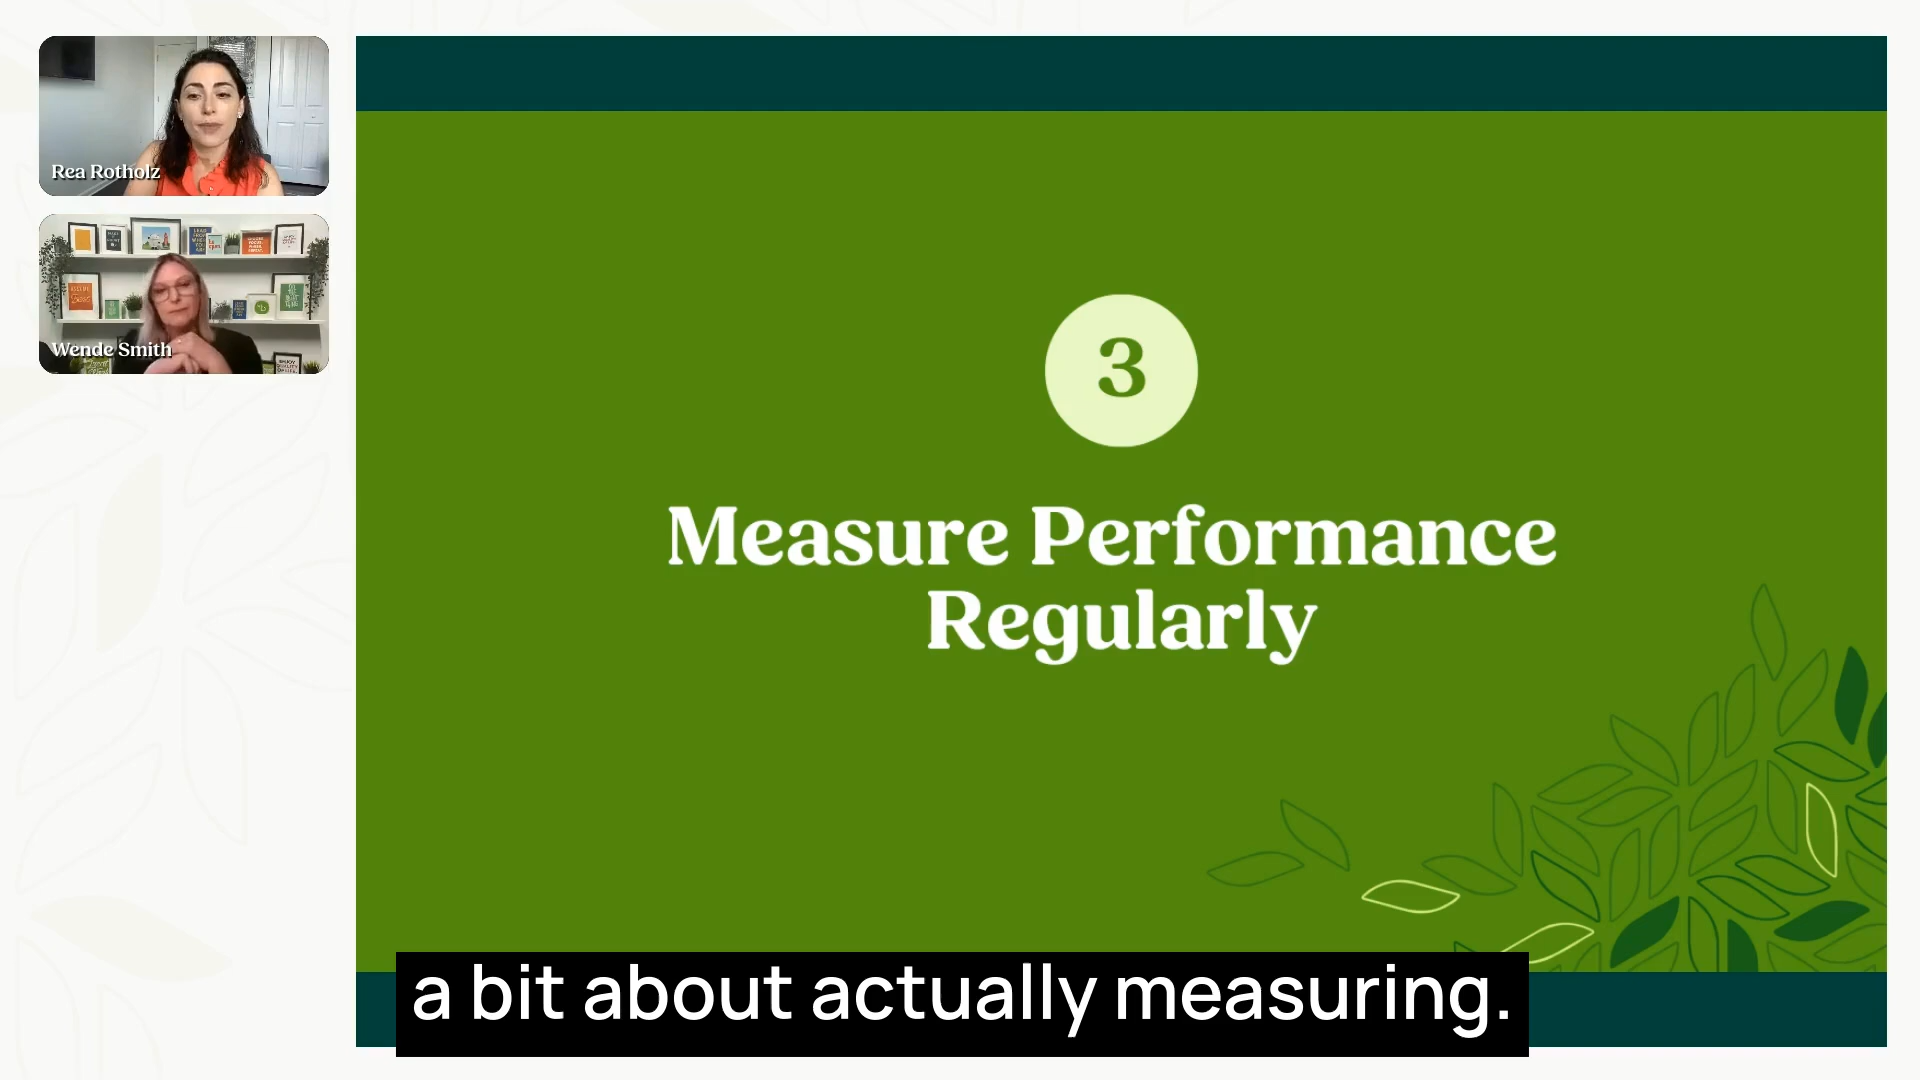 Rea Rotholz
Wende Smith
3
Measure Performance
Regularly
a bit about actually measuring.